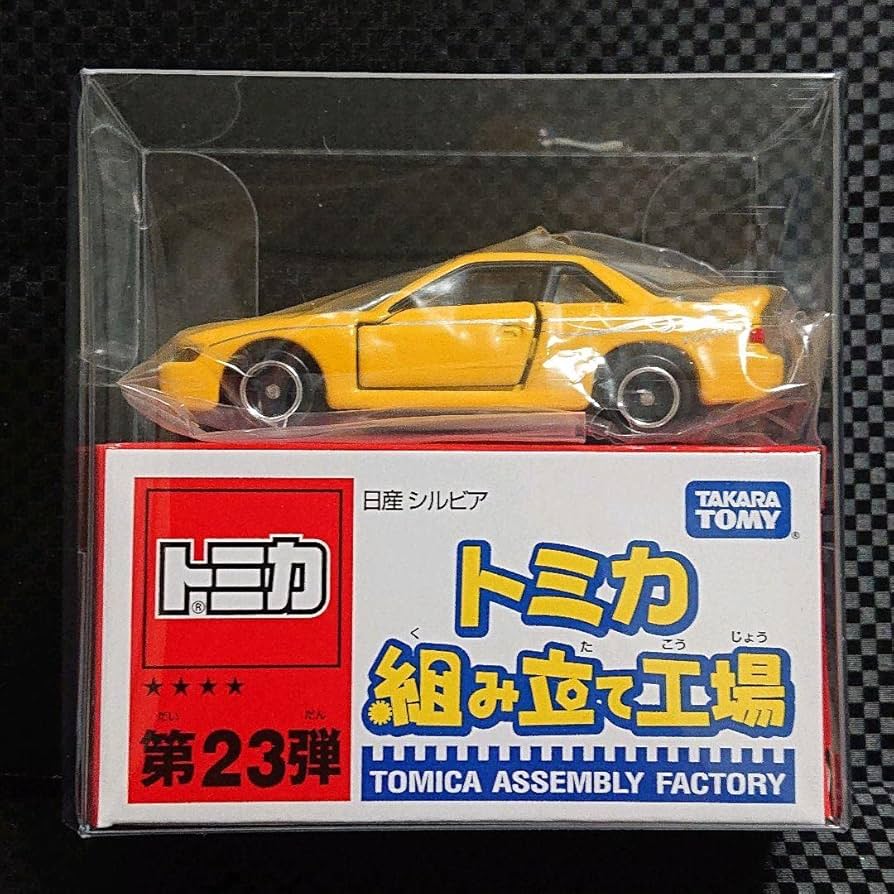 日産 シルビア
TAKARA
TOMY
®
トミカ
®
トミカ
く た こう じょう
組み立て工場
★★★★
だい だん
第23弾
TOMICA ASSEMBLY FACTORY